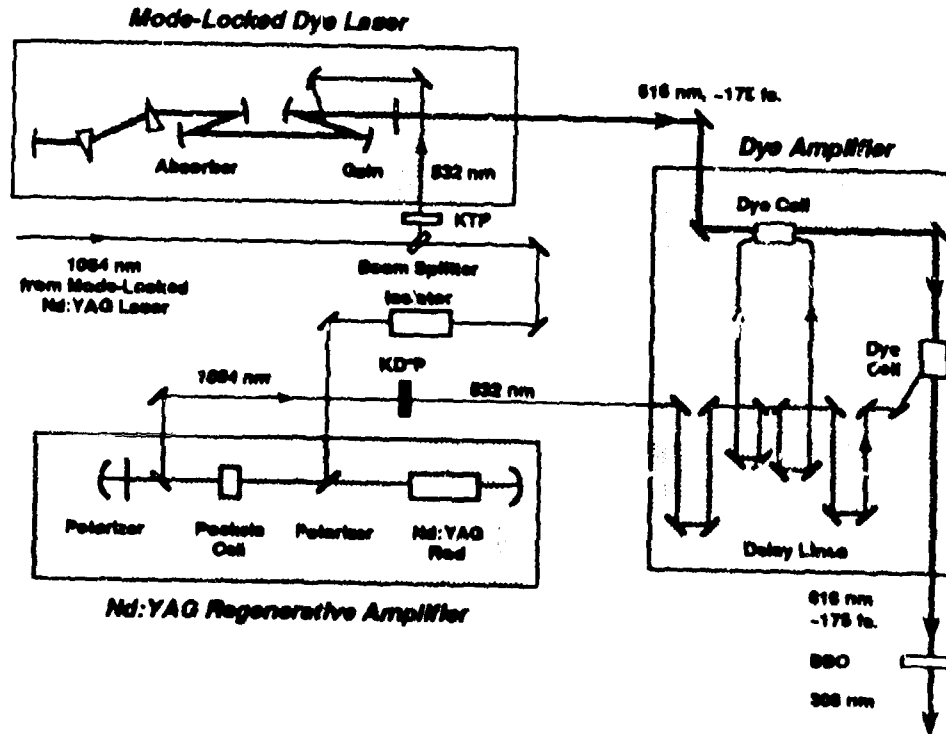 Mode-Locked Dye Laser
616 nm, ~175 fs.
Absorber
Gain
532 nm
KTP
Dye Amplifier
Dye Cell
1064 nm
from Mode-Locked
Nd:YAG Laser
Beam Splitter
Isolator
Dye
Cell
KD*P
1064 nm
532 nm
Polarizer
Pockels
Cell
Polarizer
Nd:YAG
Rod
Delay Lines
Nd:YAG Regenerative Amplifier
616 nm
~175 fs.
BBO
308 nm